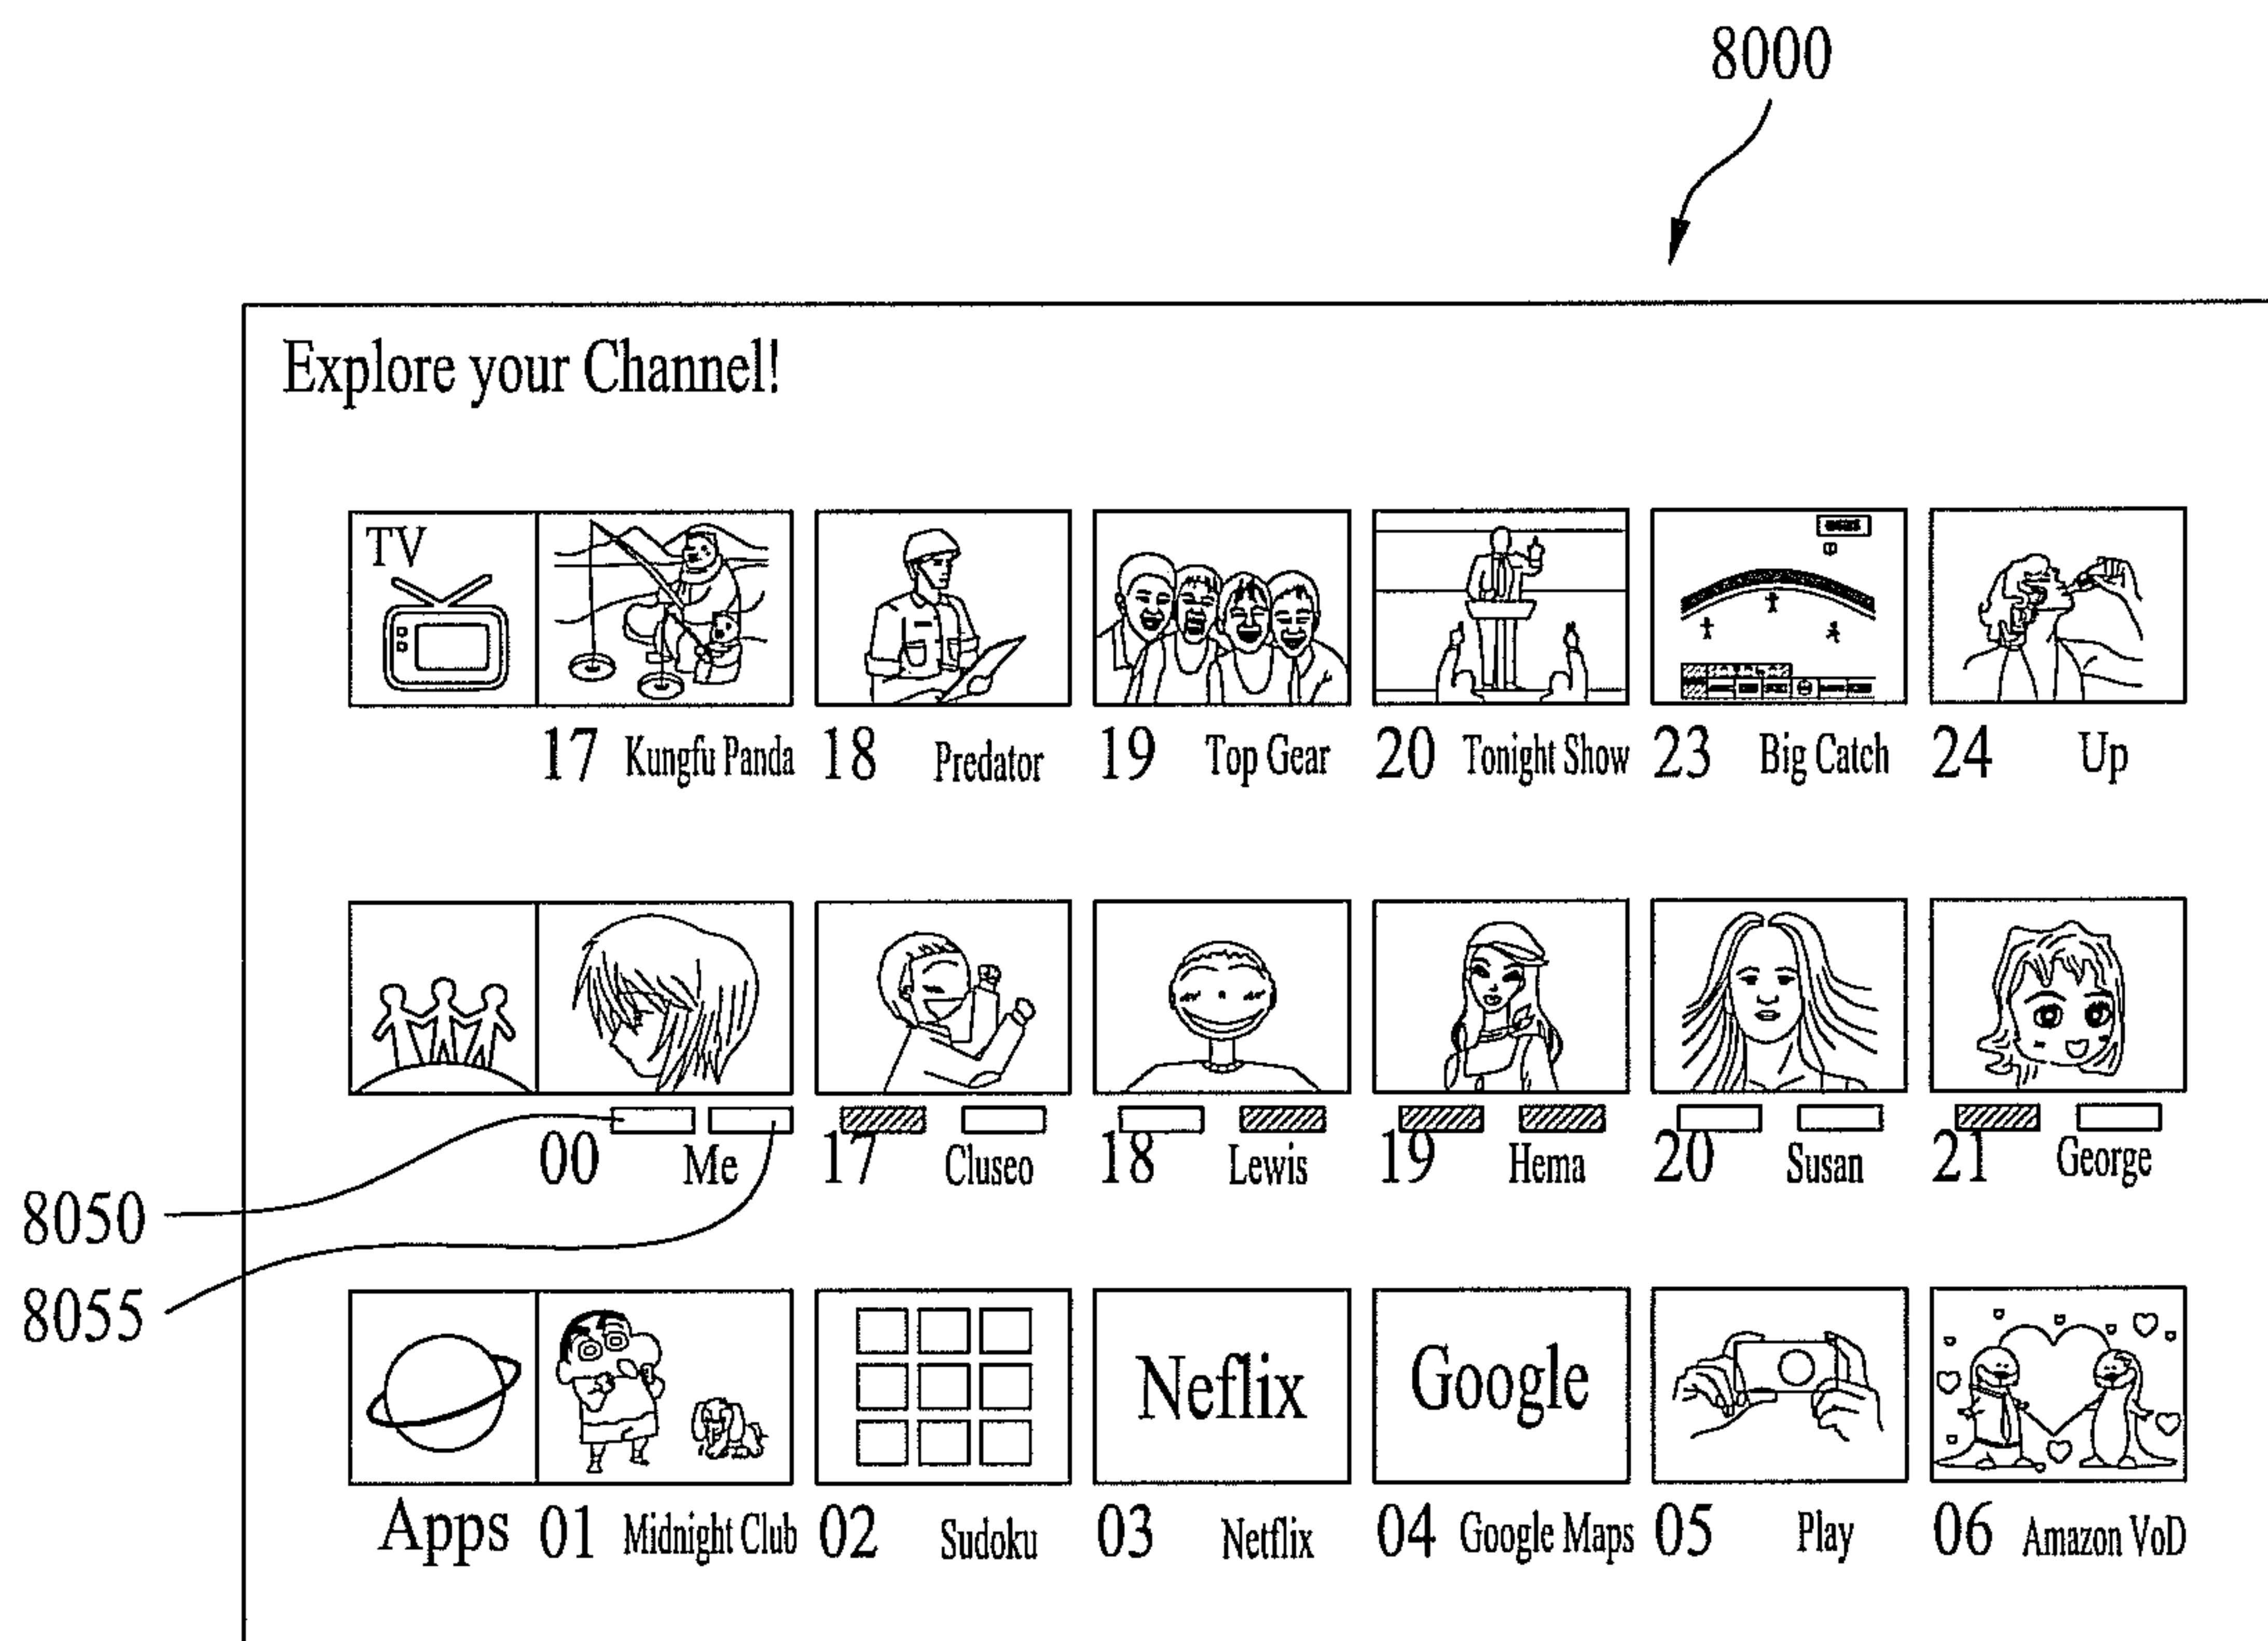 8000
Explore your Channel!
TV
17 Kungfu Panda 18 Predator 19 Top Gear 20 Tonight Show 23 Big Catch 24 Up
00 Me 17 Cluseo 18 Lewis 19 Hema 20 Susan 21 George
8050
8055
Neflix Google
Apps 01 Midnight Club 02 Sudoku 03 Netflix 04 Google Maps 05 Play 06 Amazon VoD